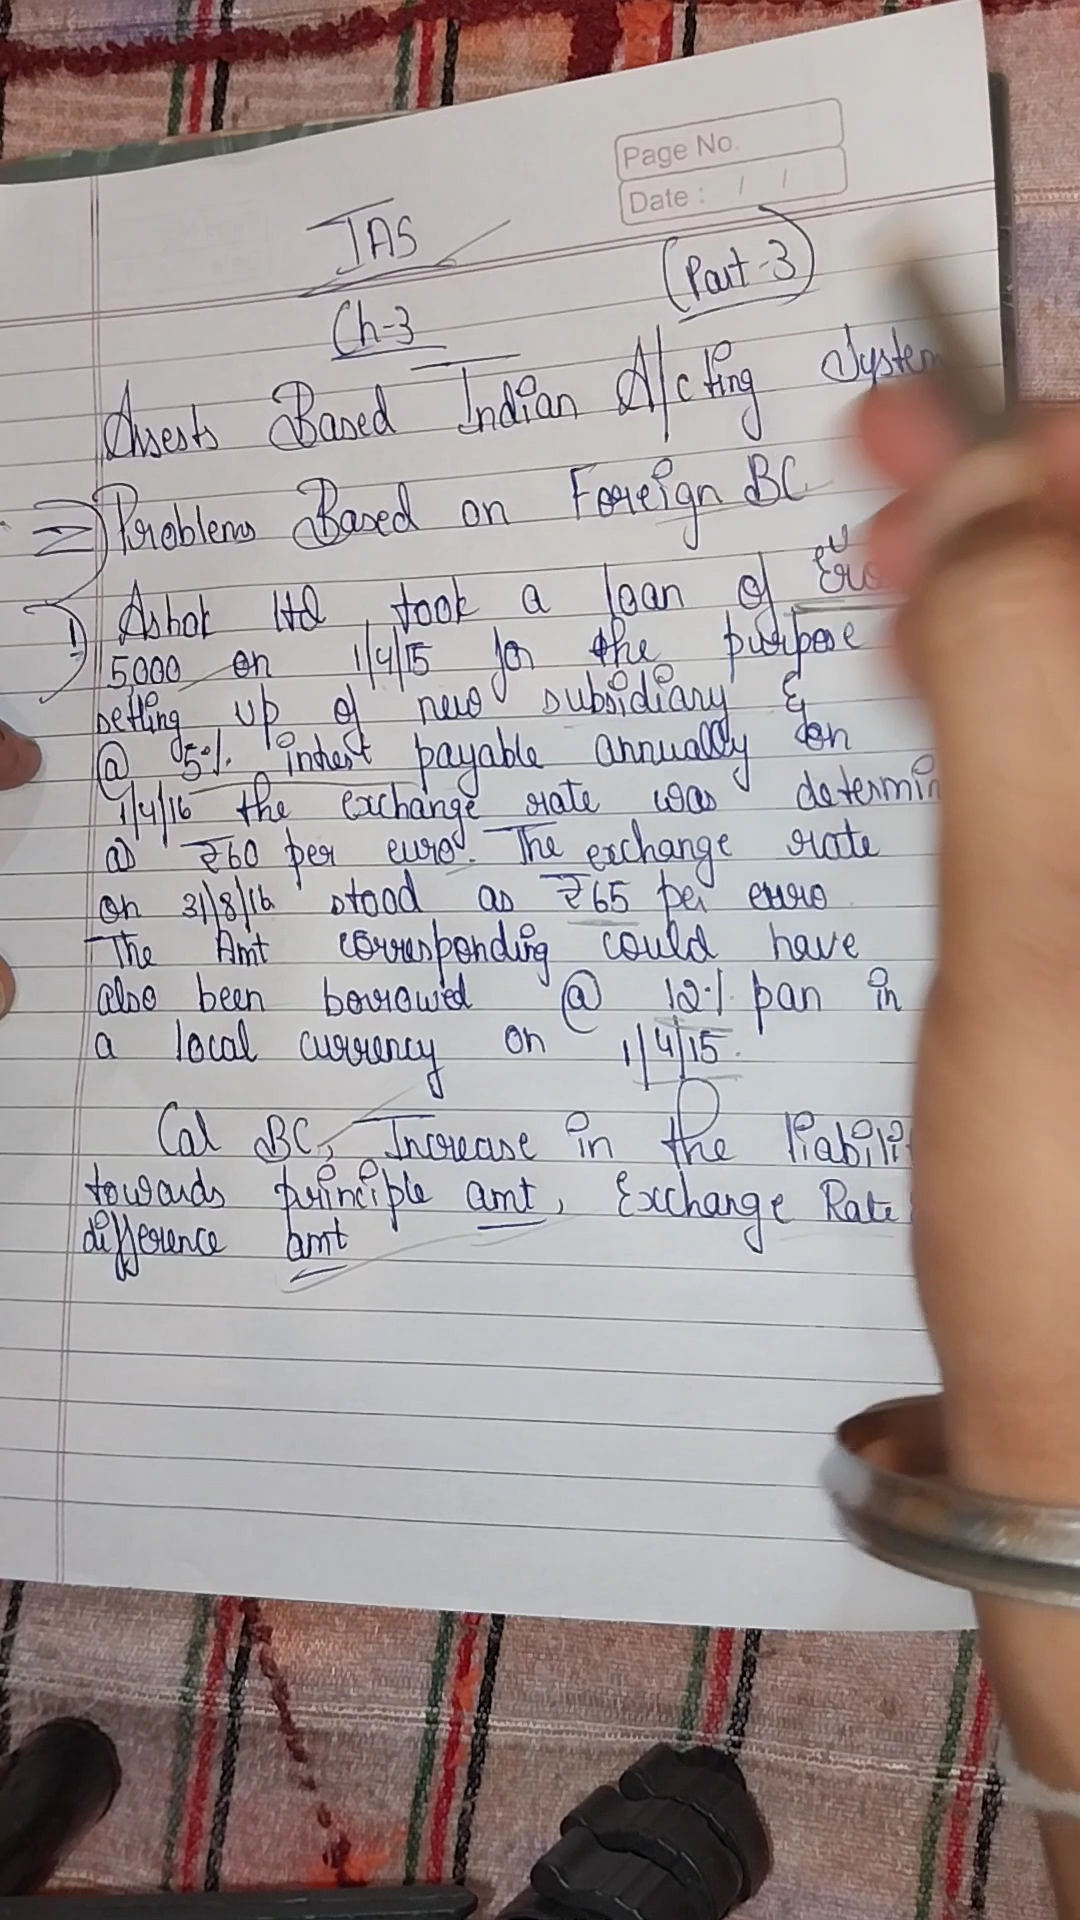 Page No.
Date : / /
IAS
(Part-3)
Ch-3
Assests Based Indian A/cting System
Problems Based on Foreign BC
1) Ashok ltd took a loan of
5,000 on 1/4/15 for the purpose
setting up of new subsidiary &
@ 5%. intrest payable annually on
1/4/16 the exchange rate was
as ₹60 per euro. The exchange rate
on 31/8/16 stood as ₹65 per euro
The Amt corresponding could have
also been borrowed @ 12%. pan in
a local currency on 1/4/15.
Cal BC, Increase in the
towards principle amt, Exchange Rate
difference amt